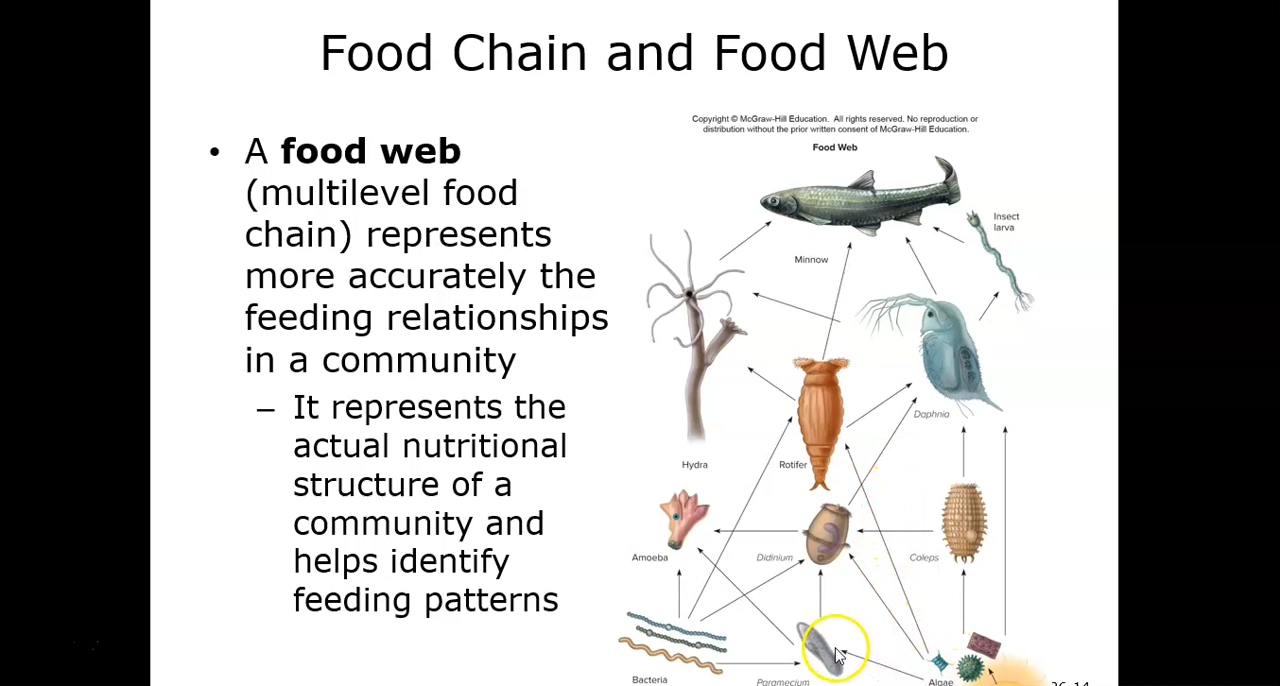 Food Chain and Food Web
• A food web
(multilevel food
chain) represents
more accurately the
feeding relationships
in a community
– It represents the
actual nutritional
structure of a
community and
helps identify
feeding patterns
Copyright © McGraw-Hill Education. All rights reserved. No reproduction or
distribution without the prior written consent of McGraw-Hill Education.
Food Web
Insect
larva
Minnow
Daphnia
Hydra
Rotifer
Amoeba
Didinium
Coleps
Bacteria
Paramecium
Algae